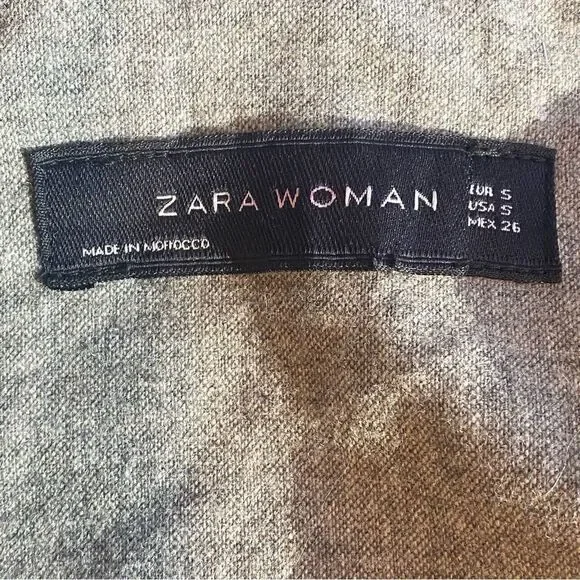 ZARA WOMAN
MADE IN MOROCCO
EUR S
USA S
MEX 26